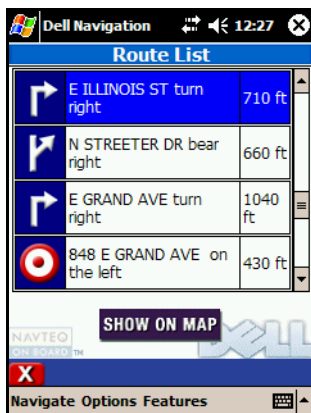 Dell Navigation 12:27
Route List
E ILLINOIS ST turn
right
710 ft
N STREETER DR bear
right
660 ft
E GRAND AVE turn
right
1040
ft
848 E GRAND AVE on
the left
430 ft
SHOW ON MAP
NAVTEQ
ON BOARD TM
DELL
X
Navigate Options Features